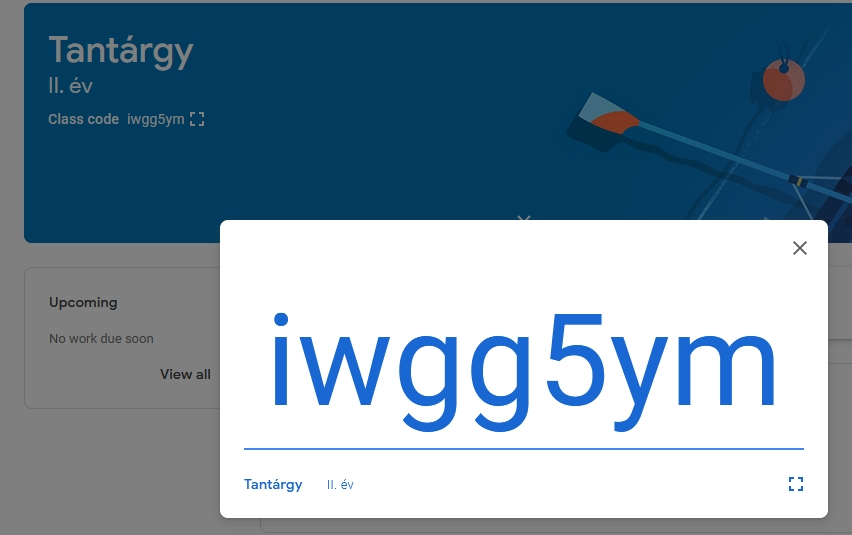 Tantárgy
II. év
Class code iwgg5ym
Upcoming
No work due soon
View all
iwgg5ym
Tantárgy II. év